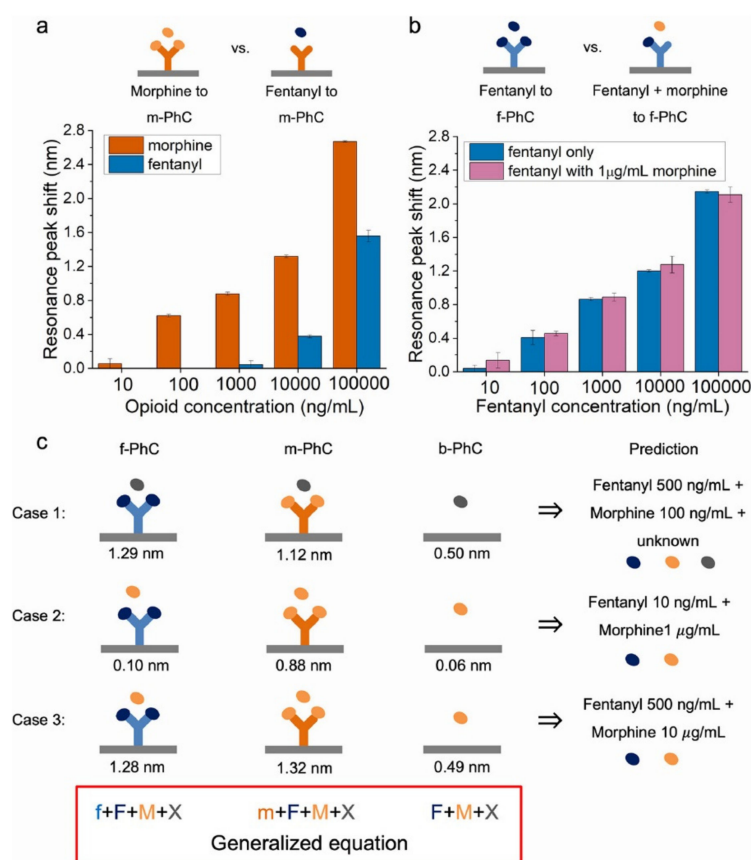 a
vs.
Morphine to
m-PhC
Fentanyl to
m-PhC
morphine
fentanyl
Resonance peak shift (nm)
2.8
2.4
2.0
1.6
1.2
0.8
0.4
0.0
10 100 1000 10000 100000
Opioid concentration (ng/mL)
b
vs.
Fentanyl to
f-PhC
Fentanyl + morphine
to f-PhC
fentanyl only
fentanyl with 1μg/mL morphine
Resonance peak shift (nm)
2.8
2.4
2.0
1.6
1.2
0.8
0.4
0.0
10 100 1000 10000 100000
Fentanyl concentration (ng/mL)
c
f-PhC m-PhC b-PhC Prediction
Case 1:
1.29 nm 1.12 nm 0.50 nm
⇒
Fentanyl 500 ng/mL +
Morphine 100 ng/mL +
unknown
Case 2:
0.10 nm 0.88 nm 0.06 nm
⇒
Fentanyl 10 ng/mL +
Morphine1 μg/mL
Case 3:
1.28 nm 1.32 nm 0.49 nm
⇒
Fentanyl 500 ng/mL +
Morphine 10 μg/mL
f+F+M+X m+F+M+X F+M+X
Generalized equation